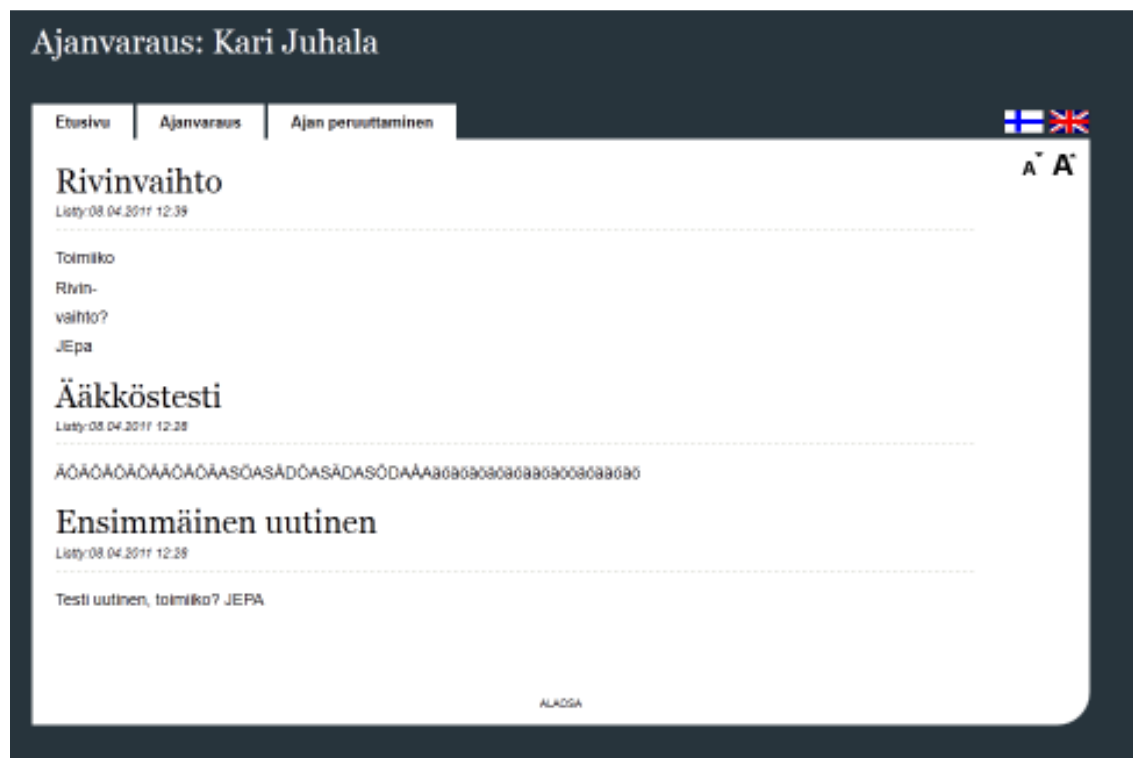 Ajanvaraus: Kari Juhala
Etusivu Ajanvaraus Ajan peruuttaminen
A A
Rivinvaihto
Listty:08.04.2011 12:39
Toimiiko
Rivin-
vaihto?
JEpa
Ääkköstesti
Listty:08.04.2011 12:28
Ensimmäinen uutinen
Listty:08.04.2011 12:28
Testi uutinen, toimiiko? JEPA
ALAOSA